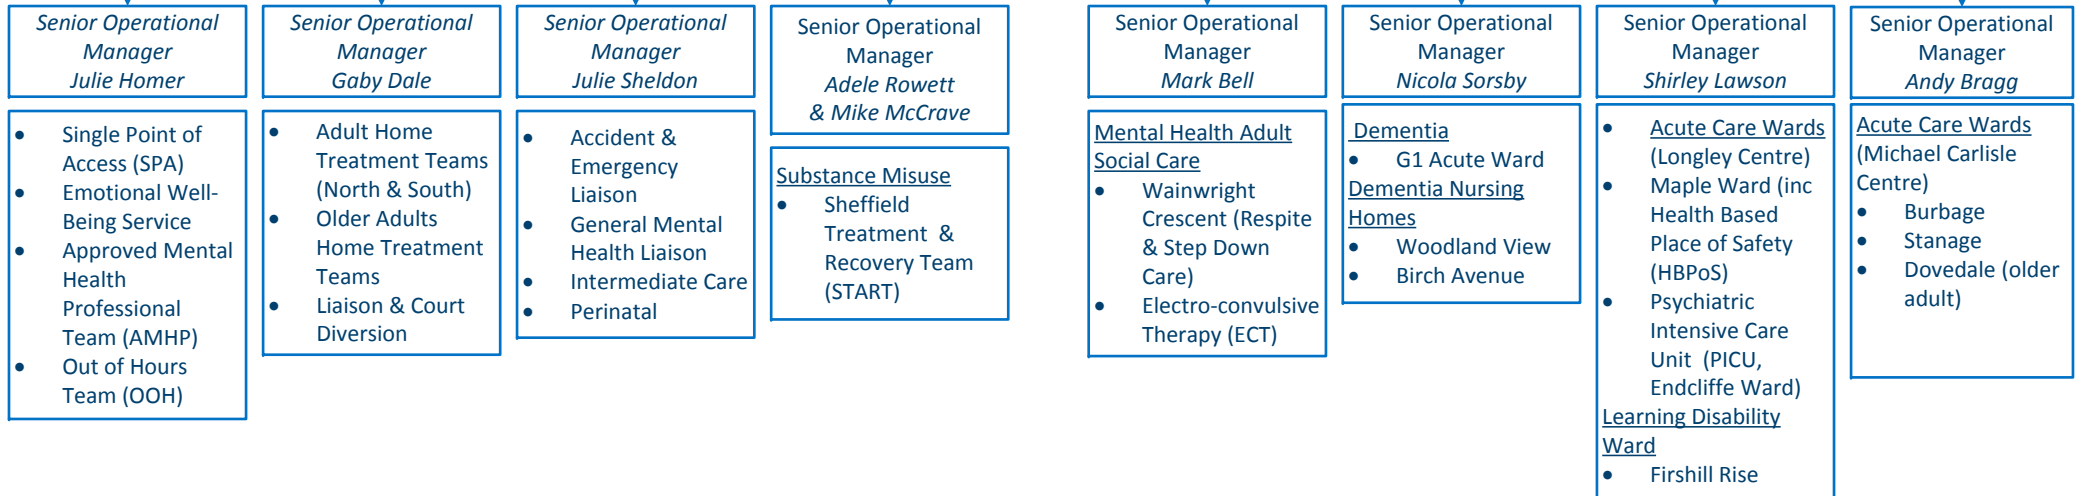 Senior Operational
Manager
Julie Homer
• Single Point of
Access (SPA)
• Emotional Well-
Being Service
• Approved Mental
Health
Professional
Team (AMHP)
• Out of Hours
Team (OOH)
Senior Operational
Manager
Gaby Dale
• Adult Home
Treatment Teams
(North & South)
• Older Adults
Home Treatment
Teams
• Liaison & Court
Diversion
Senior Operational
Manager
Julie Sheldon
• Accident &
Emergency
Liaison
• General Mental
Health Liaison
• Intermediate Care
• Perinatal
Senior Operational
Manager
Adele Rowett
& Mike McCrave
Substance Misuse
• Sheffield
Treatment & 
Recovery Team
(START)
Senior Operational
Manager
Mark Bell
Mental Health Adult
Social Care
• Wainwright
Crescent (Respite
& Step Down
Care)
• Electro-convulsive
Therapy (ECT)
Senior Operational
Manager
Nicola Sorsby
Dementia
• G1 Acute Ward
Dementia Nursing
Homes
• Woodland View
• Birch Avenue
Senior Operational
Manager
Shirley Lawson
• Acute Care Wards
(Longley Centre)
• Maple Ward (inc
Health Based
Place of Safety
(HBPoS)
• Psychiatric
Intensive Care
Unit (PICU,
Endcliffe Ward)
Learning Disability
Ward
• Firshill Rise
Senior Operational
Manager
Andy Bragg
Acute Care Wards
(Michael Carlisle
Centre)
• Burbage
• Stanage
• Dovedale (older
adult)